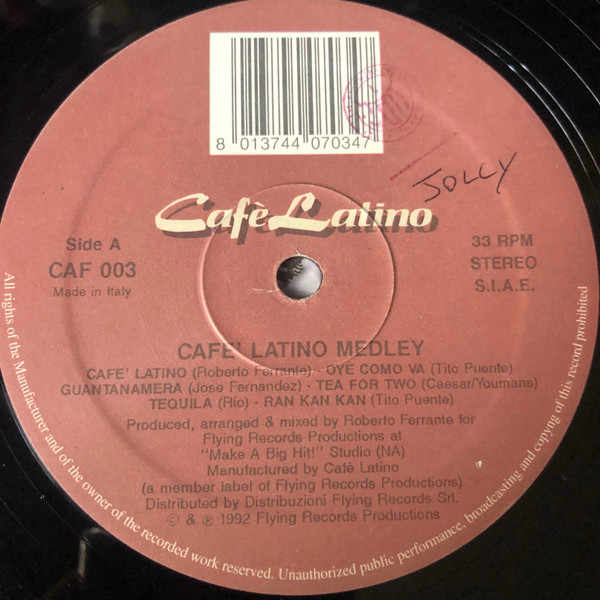 8 013744 070347
JOLLY
Cafè Latino
Side A
CAF 003
Made in Italy
33 RPM
STEREO
S.I.A.E.
CAFE' LATINO MEDLEY
CAFE' LATINO (Roberto Ferrante) - OYE COMO VA (Tito Puente)
GUANTANAMERA (Jose Fernandez) - TEA FOR TWO (Caesar/Youmans)
TEQUILA (Rio) - RAN KAN KAN (Tito Puente)
Produced, arranged & mixed by Roberto Ferrante for
Flying Records Productions at
"Make A Big Hit!" Studio (NA)
Manufactured by Cafè Latino
(a member label of Flying Records Productions)
Distributed by Distribuzioni Flying Records Srl.
© & ℗ 1992 Flying Records Productions
All rights of the Manufacturer and of the owner of the recorded work reserved. Unauthorized public performance, broadcasting and copyng of this record prohibited